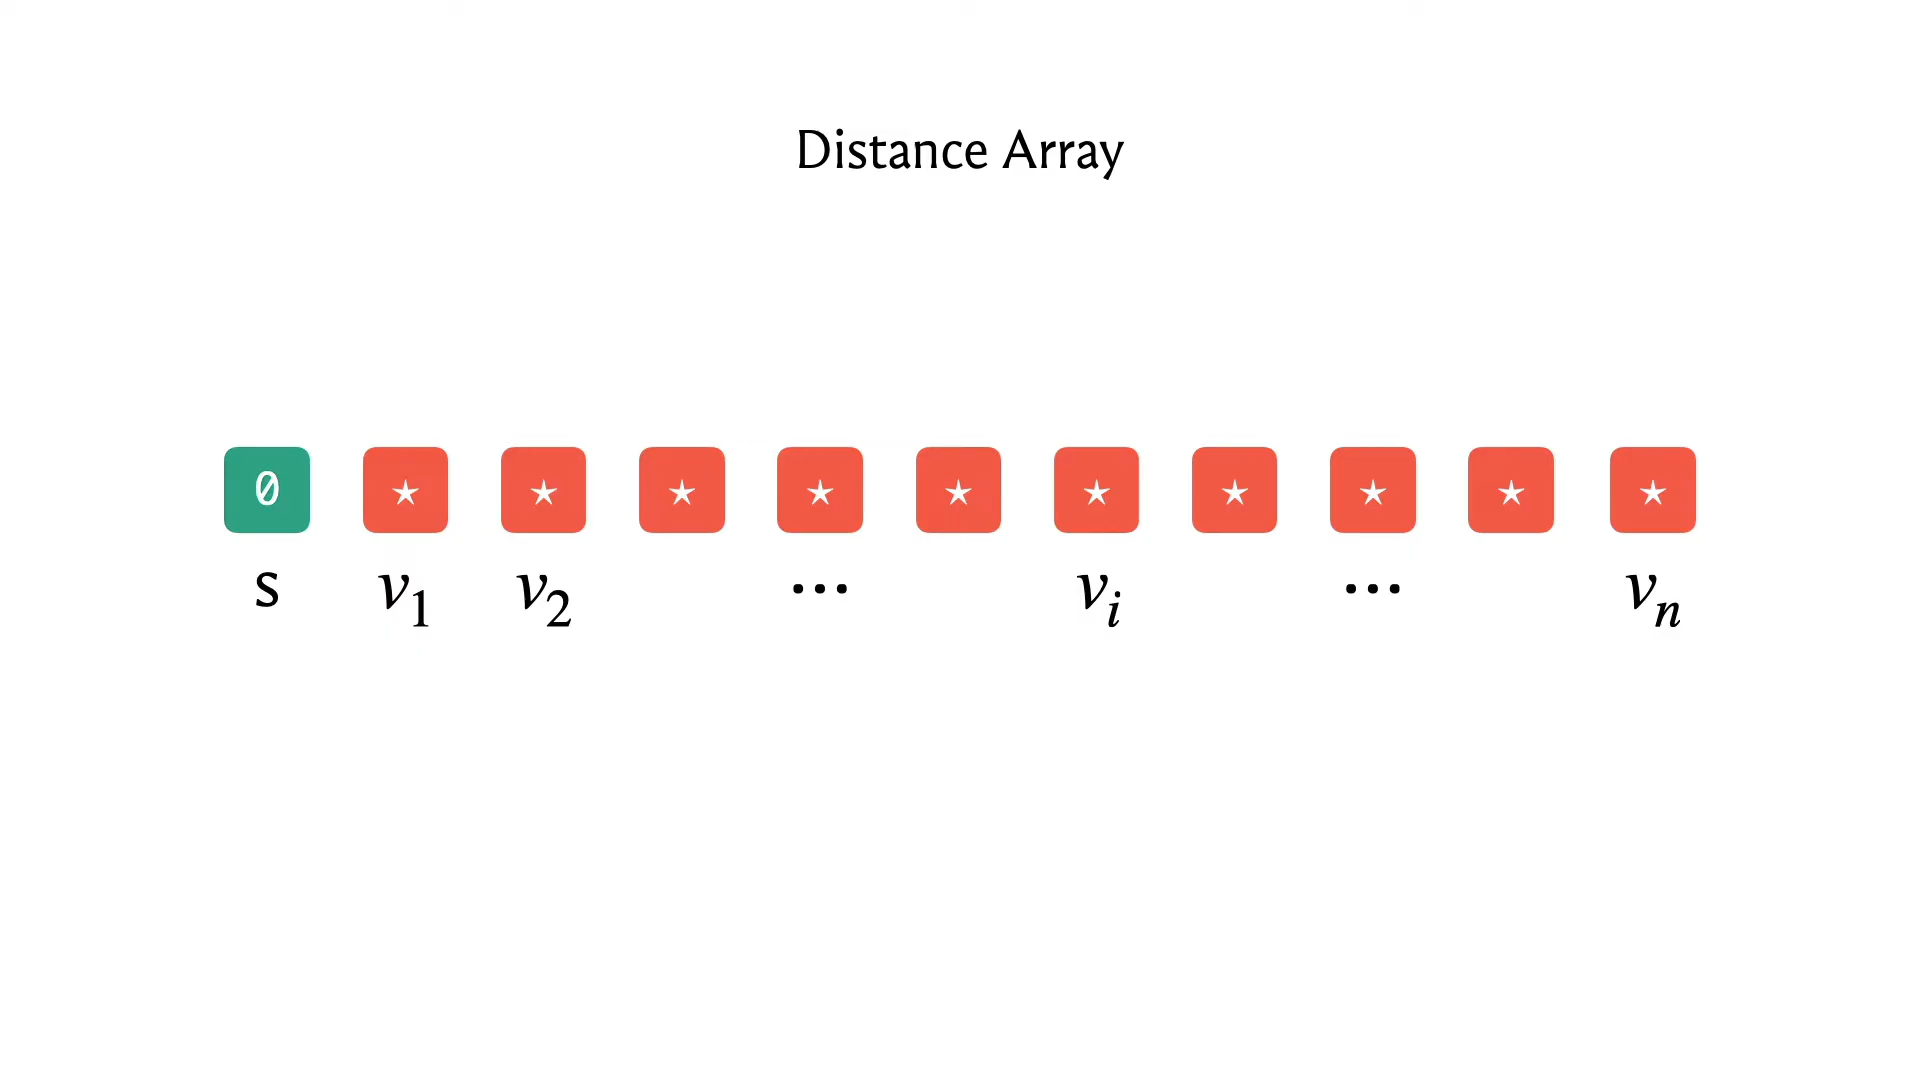 Distance Array
0 ★ ★ ★ ★ ★ ★ ★ ★ ★ ★
s v₁ v₂ ... vᵢ ... vₙ